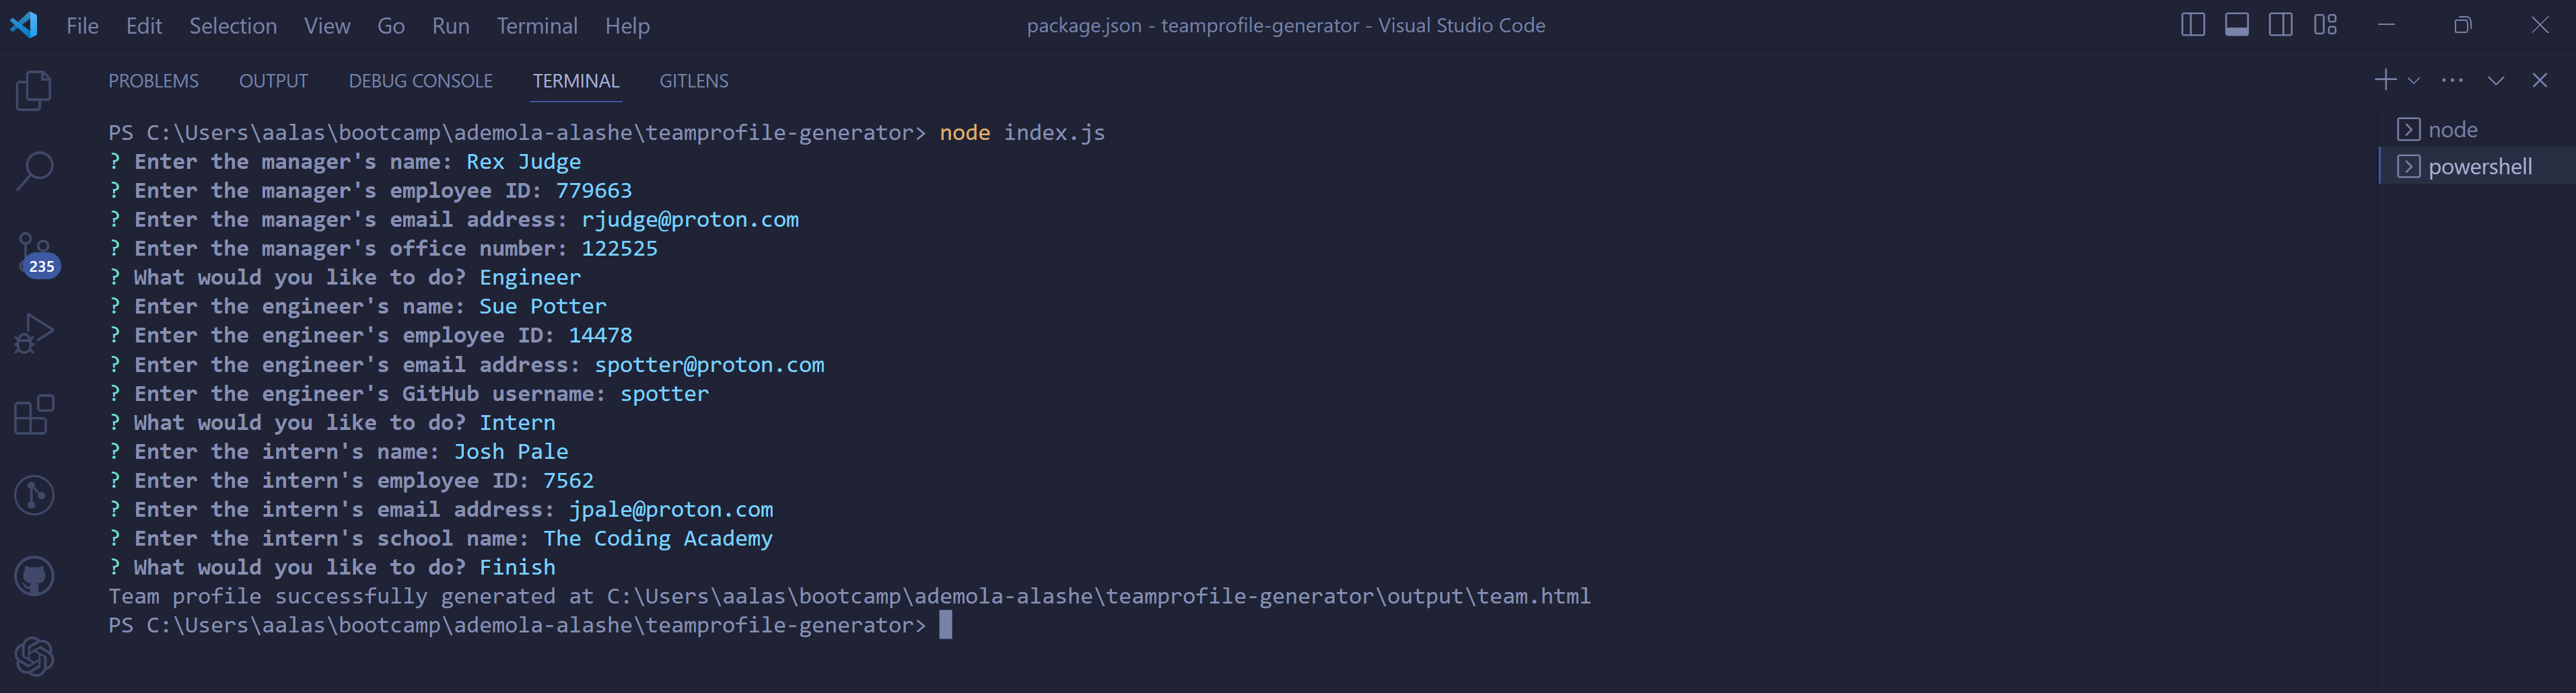 File Edit Selection View Go Run Terminal Help package.json - teamprofile-generator - Visual Studio Code
PROBLEMS OUTPUT DEBUG CONSOLE TERMINAL GITLENS
PS C:\Users\aalas\bootcamp\ademola-alashe\teamprofile-generator> node index.js
? Enter the manager's name: Rex Judge
? Enter the manager's employee ID: 779663
? Enter the manager's email address: rjudge@proton.com
? Enter the manager's office number: 122525
? What would you like to do? Engineer
? Enter the engineer's name: Sue Potter
? Enter the engineer's employee ID: 14478
? Enter the engineer's email address: spotter@proton.com
? Enter the engineer's GitHub username: spotter
? What would you like to do? Intern
? Enter the intern's name: Josh Pale
? Enter the intern's employee ID: 7562
? Enter the intern's email address: jpale@proton.com
? Enter the intern's school name: The Coding Academy
? What would you like to do? Finish
Team profile successfully generated at C:\Users\aalas\bootcamp\ademola-alashe\teamprofile-generator\output\team.html
PS C:\Users\aalas\bootcamp\ademola-alashe\teamprofile-generator>
node
powershell
235